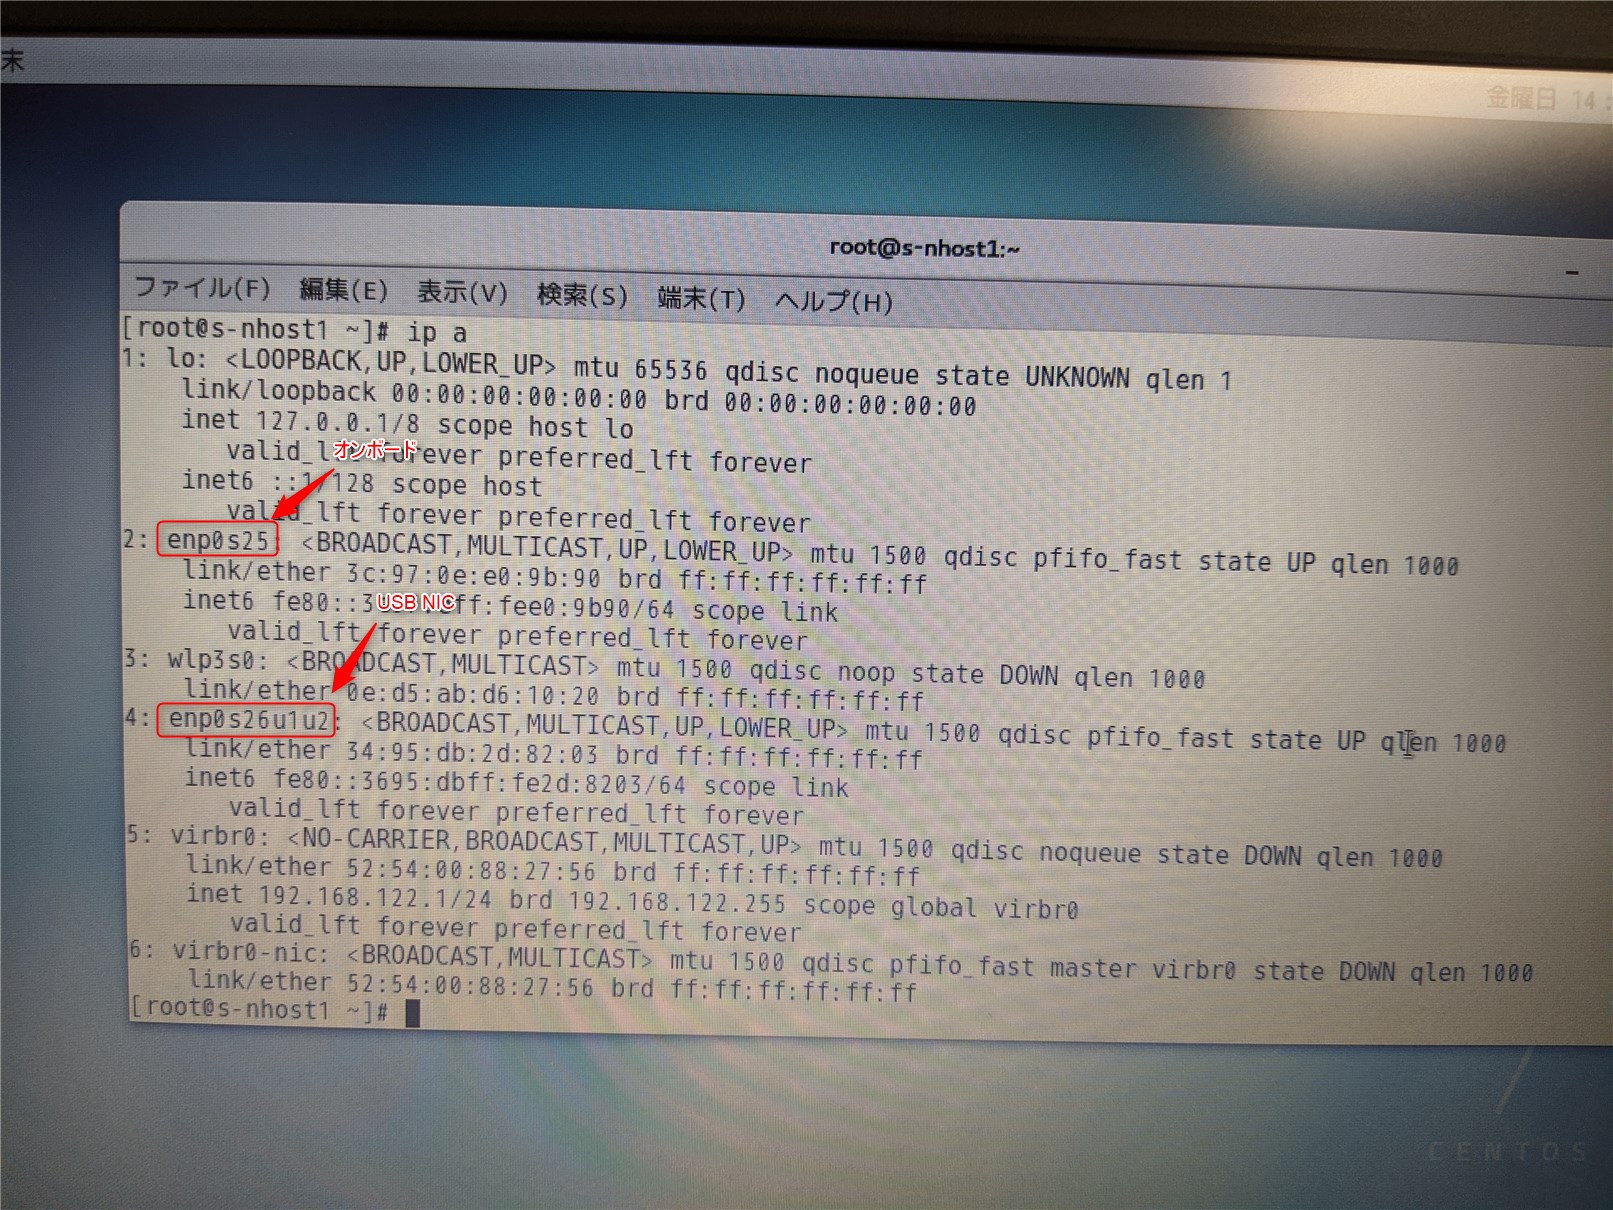 末
金曜日 14:
root@s-nhost1:~
ファイル(F) 編集(E) 表示(V) 検索(S) 端末(T) ヘルプ(H)
[root@s-nhost1 ~]# ip a
1: lo: <LOOPBACK,UP,LOWER_UP> mtu 65536 qdisc noqueue state UNKNOWN qlen 1
link/loopback 00:00:00:00:00:00 brd 00:00:00:00:00:00
inet 127.0.0.1/8 scope host lo
オンボード
valid_l forever preferred_lft forever
inet6 ::1/128 scope host
valid_lft forever preferred_lft forever
2: enp0s25: <BROADCAST,MULTICAST,UP,LOWER_UP> mtu 1500 qdisc pfifo_fast state UP qlen 1000
link/ether 3c:97:0e:e0:9b:90 brd ff:ff:ff:ff:ff:ff
USB NIC
inet6 fe80::3 ff:fee0:9b90/64 scope link
valid_lft forever preferred_lft forever
3: wlp3s0: <BROADCAST,MULTICAST> mtu 1500 qdisc noop state DOWN qlen 1000
link/ether 0e:d5:ab:d6:10:20 brd ff:ff:ff:ff:ff:ff
4: enp0s26u1u2: <BROADCAST,MULTICAST,UP,LOWER_UP> mtu 1500 qdisc pfifo_fast state UP qlen 1000
link/ether 34:95:db:2d:82:03 brd ff:ff:ff:ff:ff:ff
inet6 fe80::3695:dbff:fe2d:8203/64 scope link
valid_lft forever preferred_lft forever
5: virbr0: <NO-CARRIER,BROADCAST,MULTICAST,UP> mtu 1500 qdisc noqueue state DOWN qlen 1000
link/ether 52:54:00:88:27:56 brd ff:ff:ff:ff:ff:ff
inet 192.168.122.1/24 brd 192.168.122.255 scope global virbr0
valid_lft forever preferred_lft forever
6: virbr0-nic: <BROADCAST,MULTICAST> mtu 1500 qdisc pfifo_fast master virbr0 state DOWN qlen 1000
link/ether 52:54:00:88:27:56 brd ff:ff:ff:ff:ff:ff
[root@s-nhost1 ~]#
CENTOS